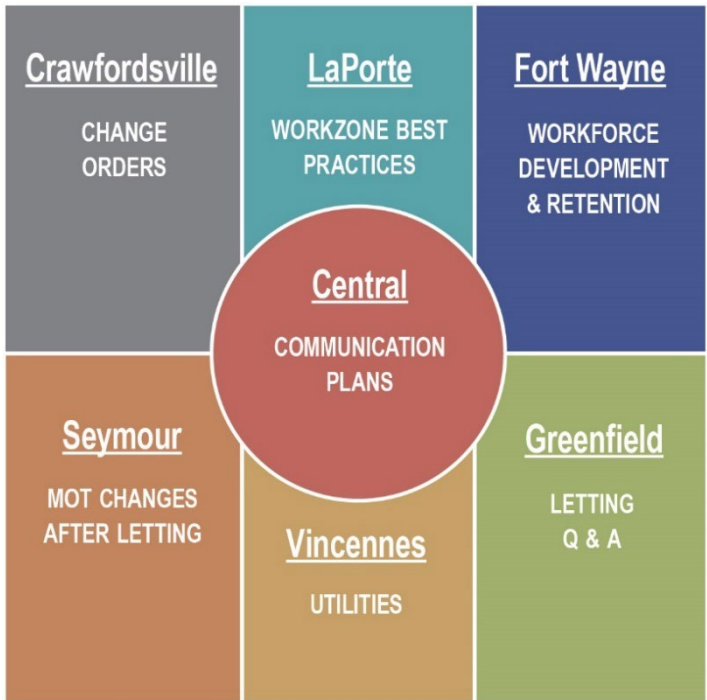 Crawfordsville
CHANGE
ORDERS
LaPorte
WORKZONE BEST
PRACTICES
Fort Wayne
WORKFORCE
DEVELOPMENT
& RETENTION
Central
COMMUNICATION
PLANS
Seymour
MOT CHANGES
AFTER LETTING
Vincennes
UTILITIES
Greenfield
LETTING
Q & A